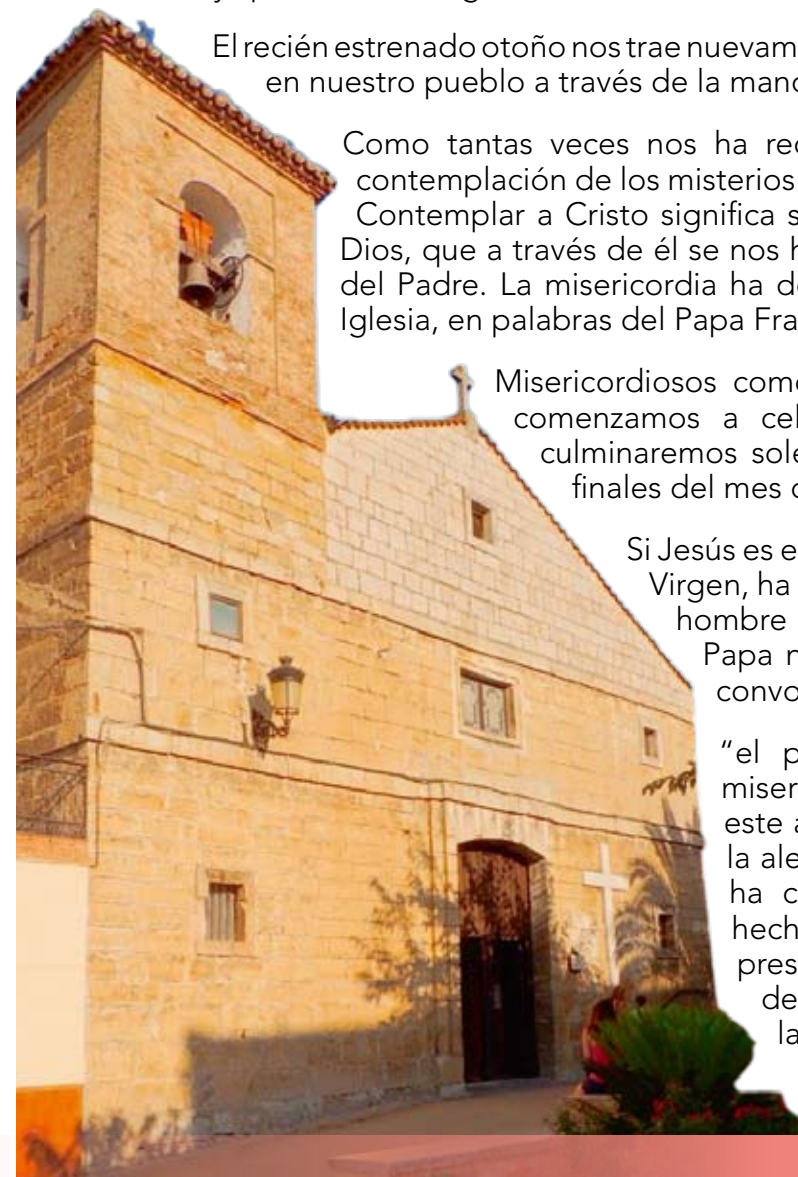 El recién estrenado otoño nos trae nuevam
en nuestro pueblo a través de la mano
Como tantas veces nos ha rec
contemplación de los misterios
Contemplar a Cristo significa s
Dios, que a través de él se nos h
del Padre. La misericordia ha de
Iglesia, en palabras del Papa Fra
Misericordiosos como
comenzamos a cel
culminaremos sole
finales del mes
Si Jesús es e
Virgen, ha
hombre
Papa n
convo
“el p
miser
este a
la ale
ha c
hech
pres
de
la